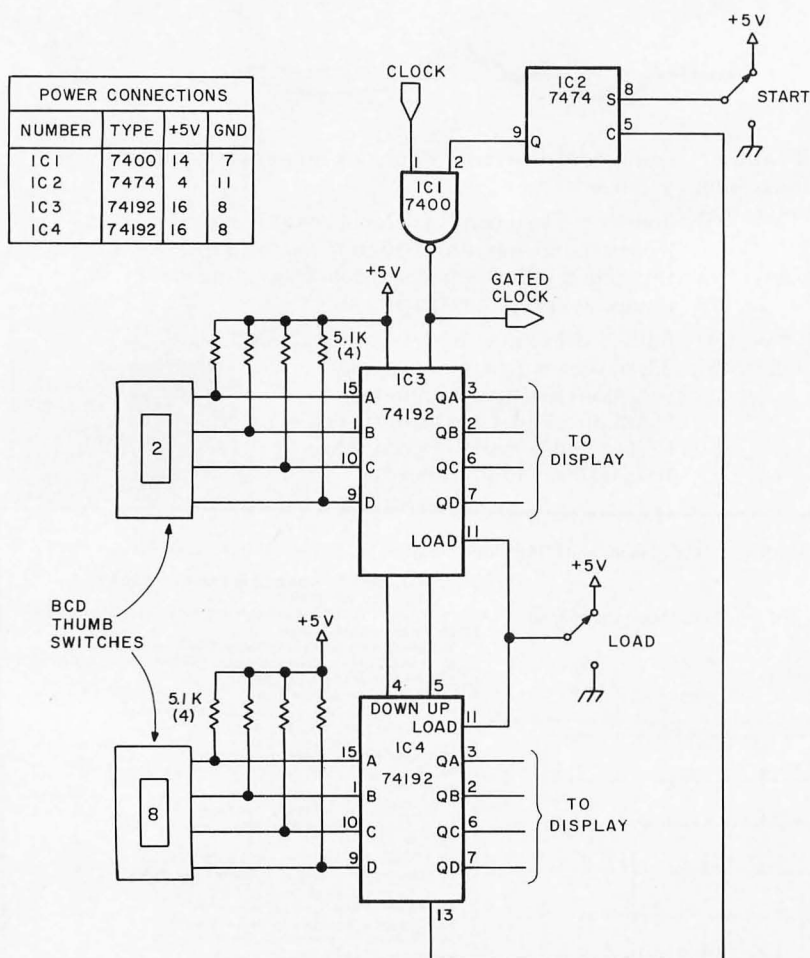 POWER CONNECTIONS
NUMBER TYPE +5V GND
IC1 7400 14 7
IC2 7474 4 11
IC3 74192 16 8
IC4 74192 16 8
CLOCK
1 2
IC1
7400
IC2
7474
9 Q
S 8
C 5
+5V
START
+5V
GATED
CLOCK
5.1K
(4)
2
IC3
74192
15 A QA 3
1 B QB 2
10 C QC 6
9 D QD 7
LOAD 11
TO
DISPLAY
BCD
THUMB
SWITCHES
+5V
LOAD
+5V
5.1K
(4)
8
4 5
DOWN UP
LOAD 11
IC4
74192
15 A QA 3
1 B QB 2
10 C QC 6
9 D QD 7
13
TO
DISPLAY